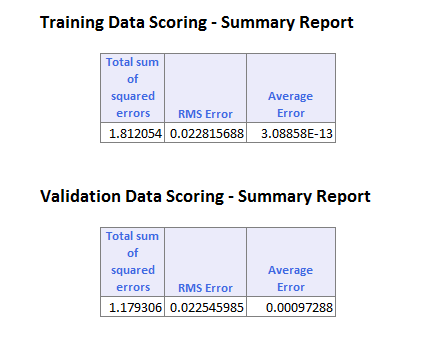 Training Data Scoring - Summary Report
Total sum
of
squared
errors RMS Error Average
Error
1.812054 0.022815688 3.08858E-13
Validation Data Scoring - Summary Report
Total sum
of
squared
errors RMS Error Average
Error
1.179306 0.022545985 0.00097288